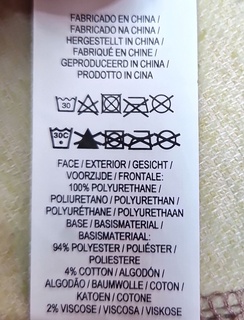 FABRICADO EN CHINA /
FABRICADO NA CHINA /
HERGESTELLT IN CHINA /
FABRIQUÉ EN CHINE /
GEPRODUCEERD IN CHINA /
PRODOTTO IN CINA
30
30C
FACE / EXTERIOR / GESICHT /
VOORZIJDE / FRONTALE:
100% POLYURETHANE /
POLIURETANO / POLYURETHAN /
POLYURÉTHANE / POLYURETHAAN
BASE / BASISMATERIAL /
BASISMATERIAAL:
94% POLYESTER / POLIÉSTER /
POLIESTERE
4% COTTON / ALGODÓN /
ALGODÃO / BAUMWOLLE / COTON /
KATOEN / COTONE
2% VISCOSE / VISCOSA / VISKOSE